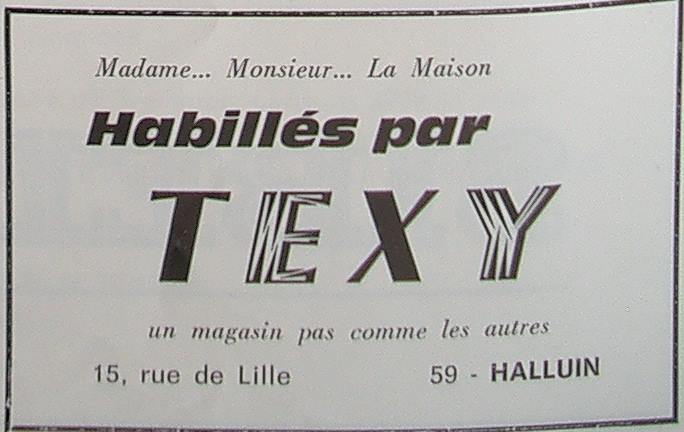 Madame... Monsieur... La Maison
Habillés par
TEXY
un magasin pas comme les autres
15, rue de Lille 59 - HALLUIN